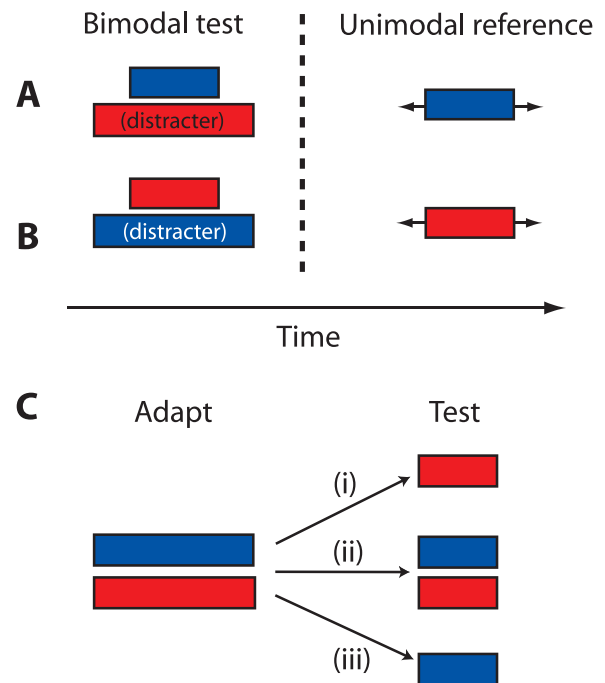 Bimodal test
Unimodal reference
A
(distracter)
B
(distracter)
Time
C
Adapt
Test
(i)
(ii)
(iii)